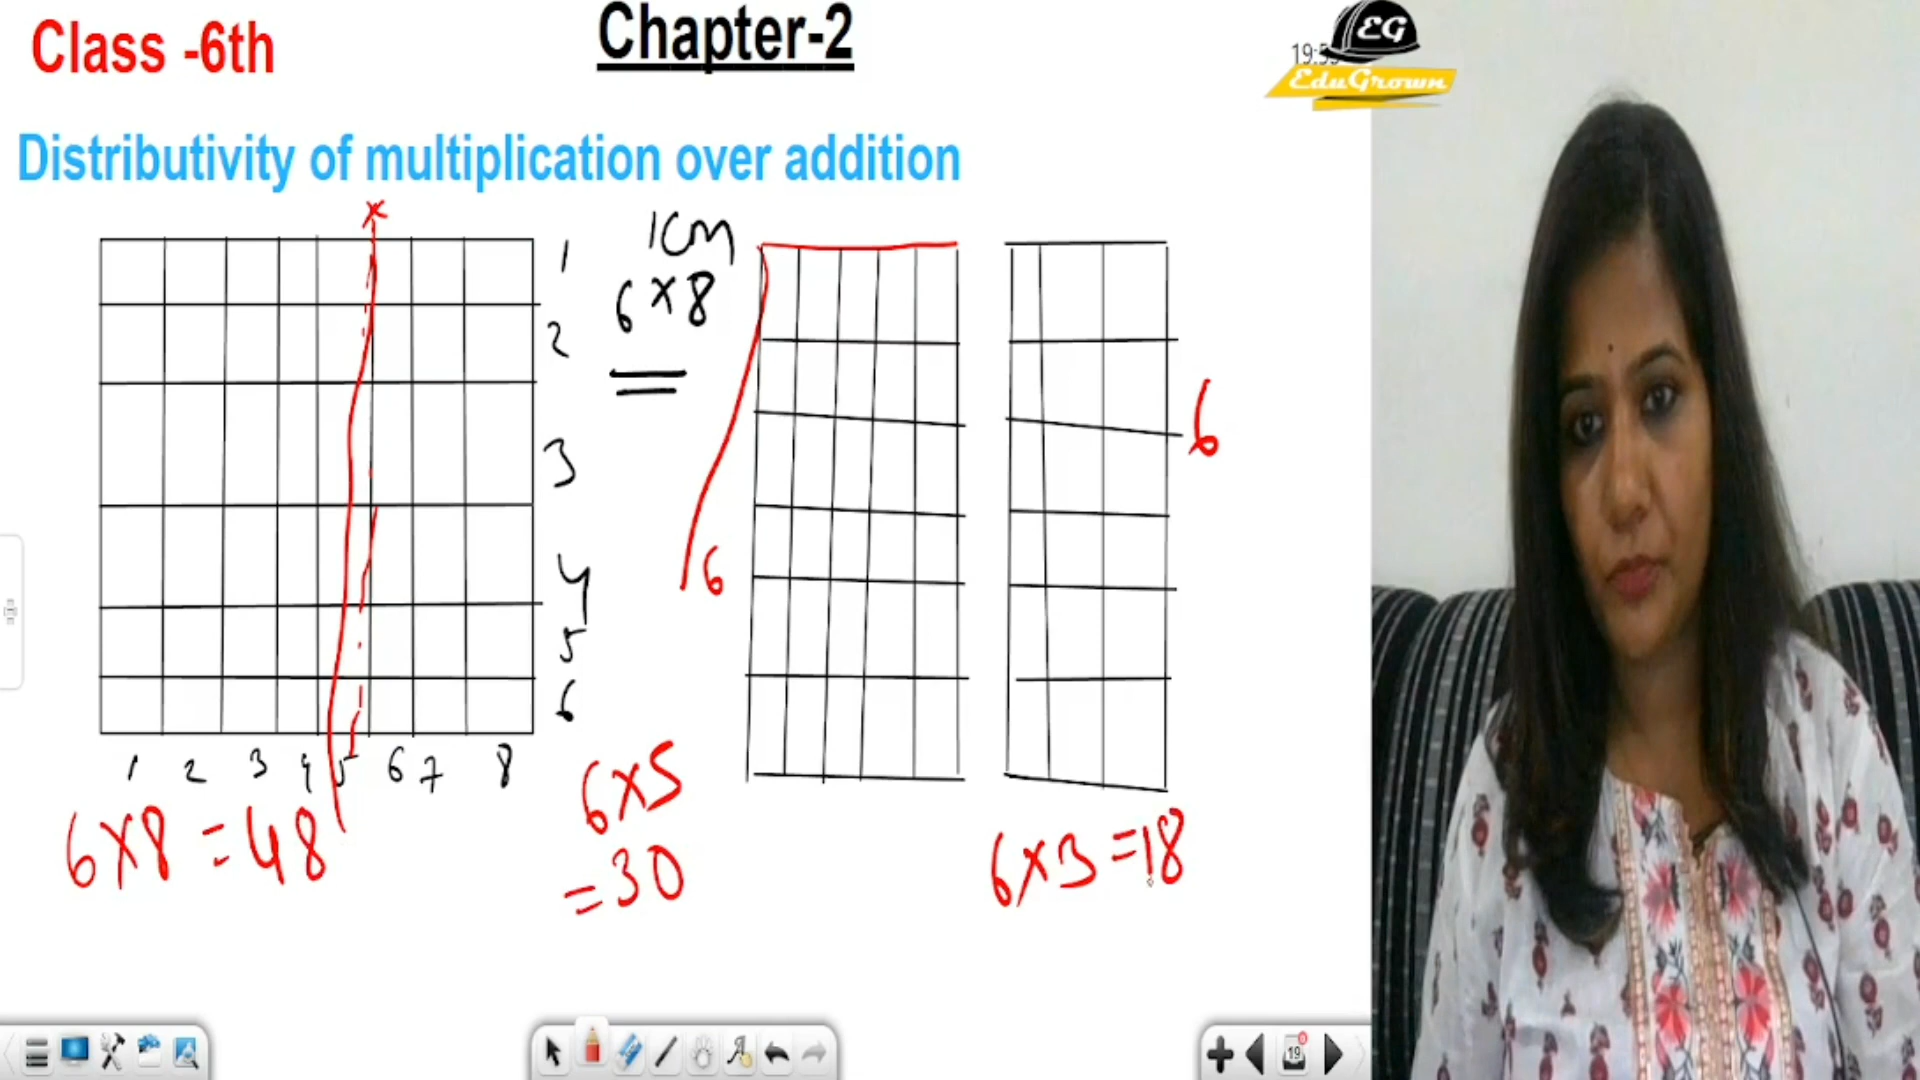 Class -6th
Chapter-2
EG
EduGrown
Distributivity of multiplication over addition
1cm
6×8
1
2
3
4
5
6
6
6
1 2 3 4 5 6 7 8
6×8 = 48
6×5
= 30
6×3 = 18
19